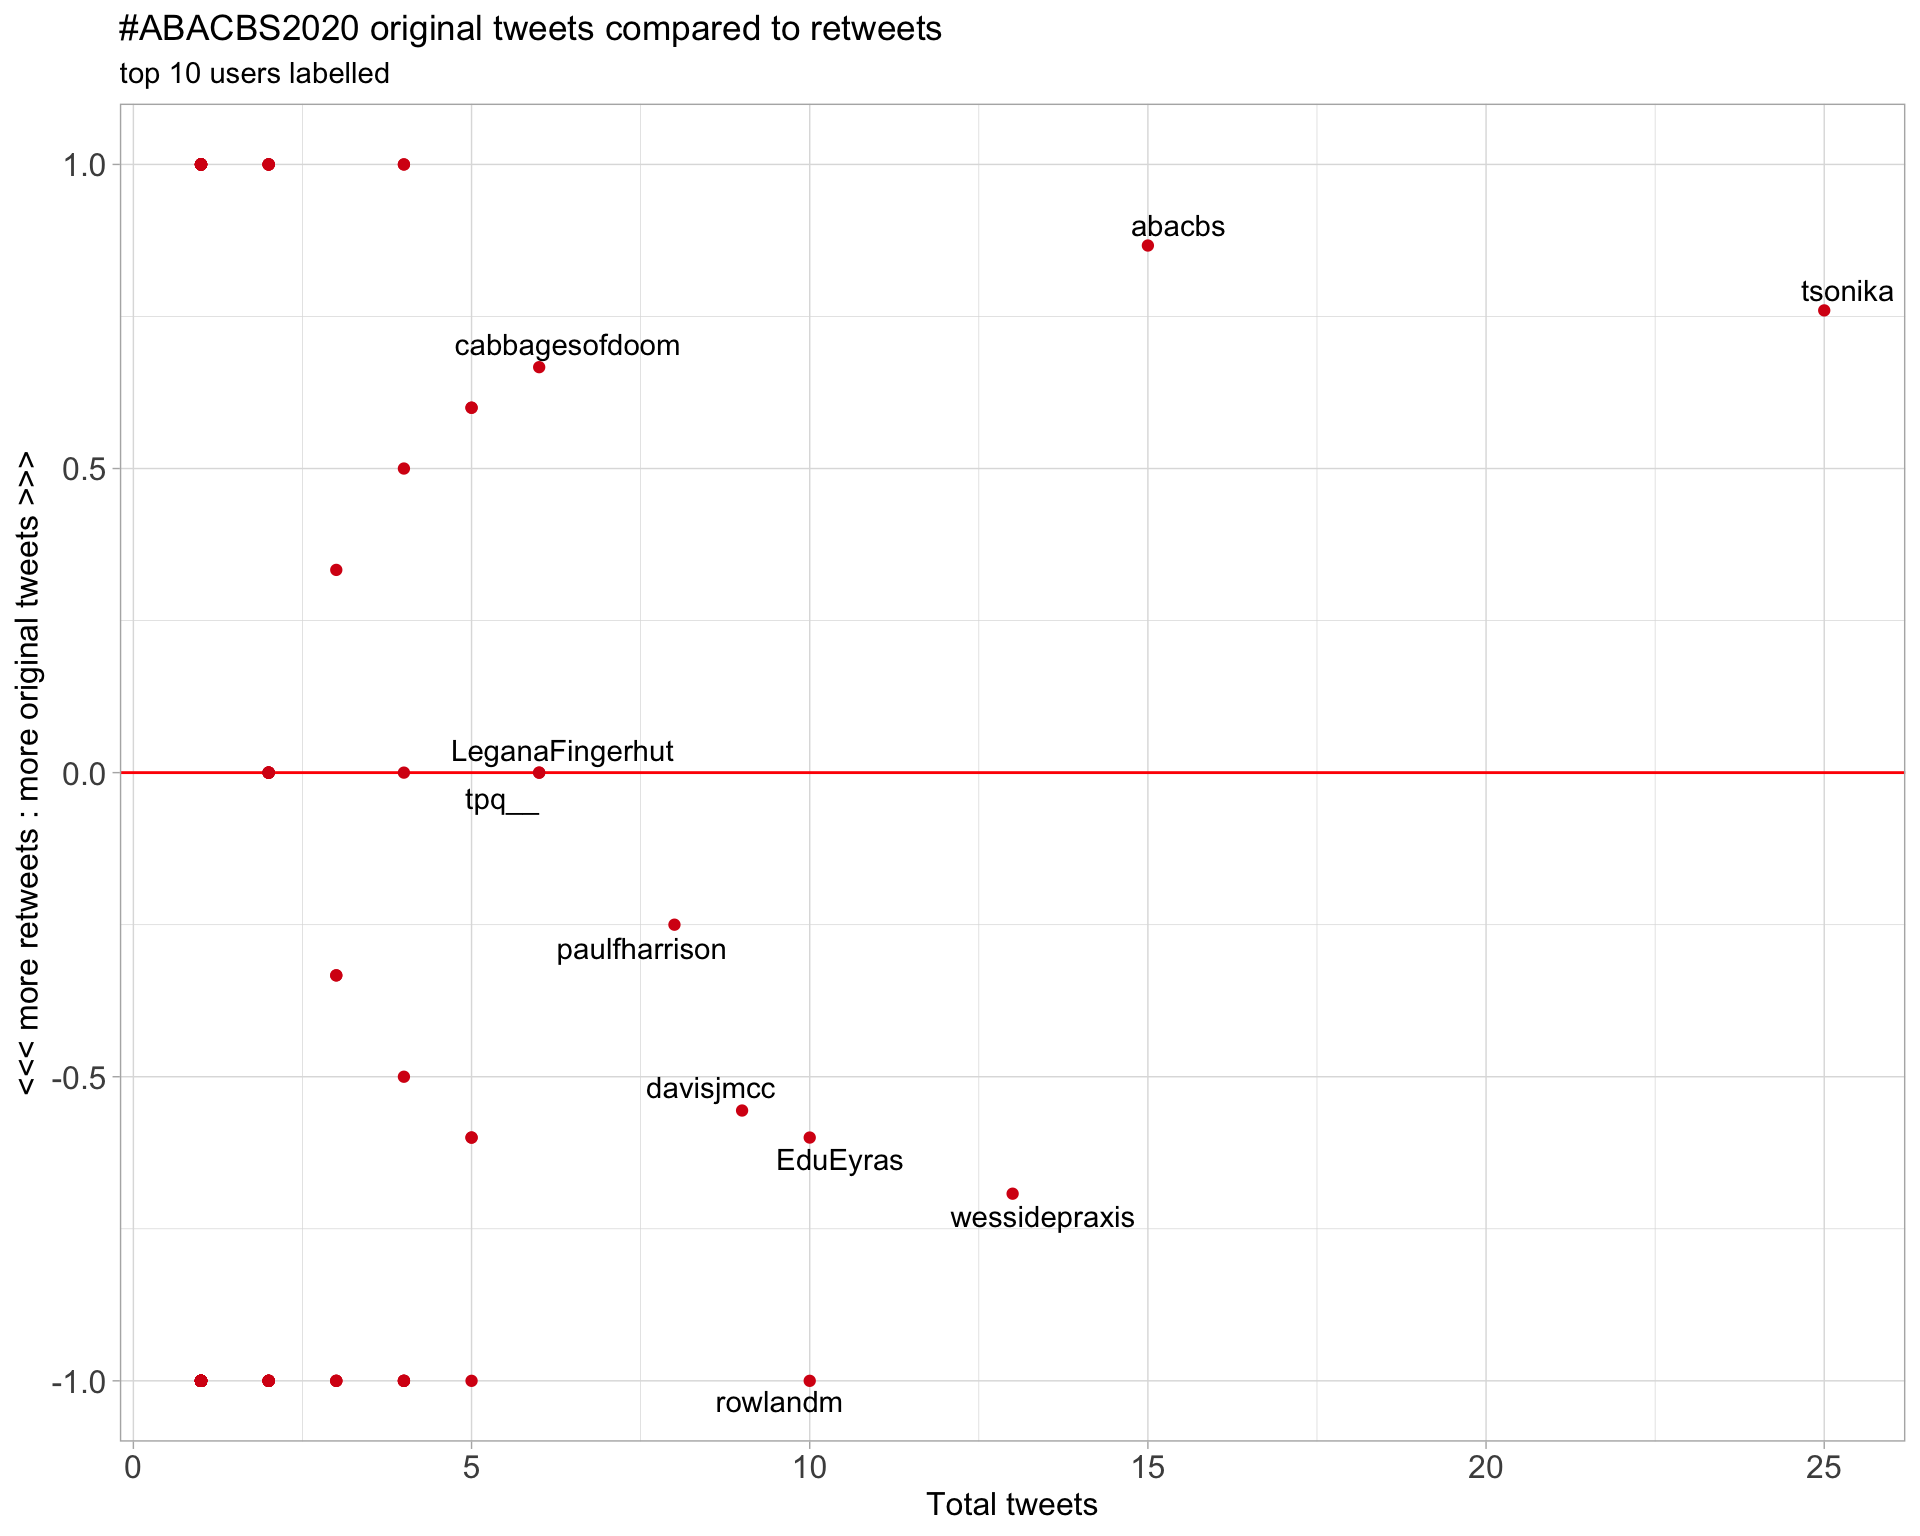 #ABACBS2020 original tweets compared to retweets
top 10 users labelled
1.0
abacbs
tsonika
cabbagesofdoom
0.5
<<< more retweets : more original tweets >>>
LeganaFingerhut
0.0
tpq__
paulfharrison
-0.5
davisjmcc
EduEyras
wessidepraxis
-1.0
rowlandm
0 5 10 15 20 25
Total tweets